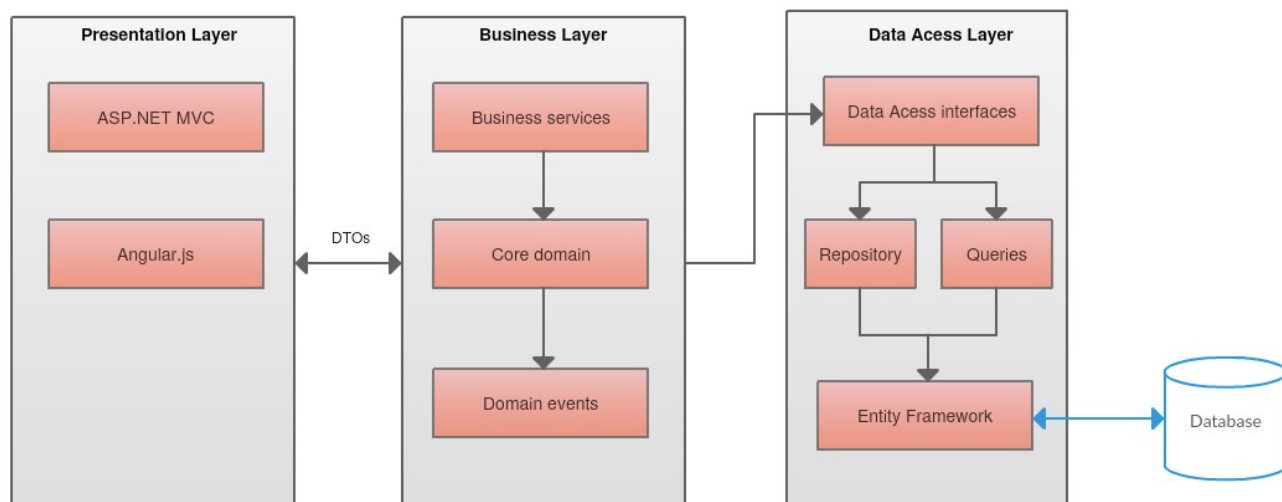 Presentation Layer
ASP.NET MVC
Angular.js
DTOs
Business Layer
Business services
Core domain
Domain events
Data Acess Layer
Data Acess interfaces
Repository
Queries
Entity Framework
Database